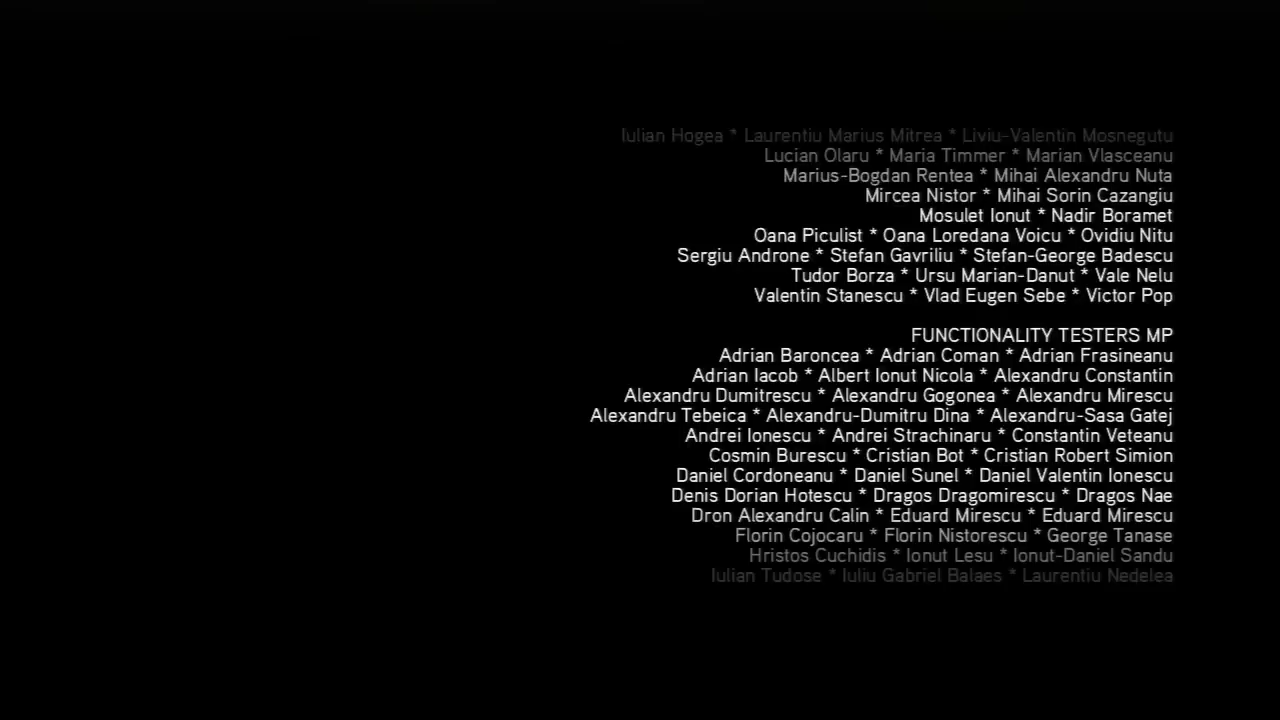 Iulian Hogea * Laurentiu Marius Mitrea * Liviu-Valentin Mosnegutu
Lucian Olaru * Maria Timmer * Marian Vlasceanu
Marius-Bogdan Rentea * Mihai Alexandru Nuta
Mircea Nistor * Mihai Sorin Cazangiu
Mosulet Ionut * Nadir Boramet
Oana Piculist * Oana Loredana Voicu * Ovidiu Nitu
Sergiu Androne * Stefan Gavriliu * Stefan-George Badescu
Tudor Borza * Ursu Marian-Danut * Vale Nelu
Valentin Stanescu * Vlad Eugen Sebe * Victor Pop
FUNCTIONALITY TESTERS MP
Adrian Baroncea * Adrian Coman * Adrian Frasineanu
Adrian Iacob * Albert Ionut Nicola * Alexandru Constantin
Alexandru Dumitrescu * Alexandru Gogonea * Alexandru Mirescu
Alexandru Tebeica * Alexandru-Dumitru Dina * Alexandru-Sasa Gatej
Andrei Ionescu * Andrei Strachinaru * Constantin Veteanu
Cosmin Burescu * Cristian Bot * Cristian Robert Simion
Daniel Cordoneanu * Daniel Sunel * Daniel Valentin Ionescu
Denis Dorian Hotescu * Dragos Dragomirescu * Dragos Nae
Dron Alexandru Calin * Eduard Mirescu * Eduard Mirescu
Florin Cojocaru * Florin Nistorescu * George Tanase
Hristos Cuchidis * Ionut Lesu * Ionut-Daniel Sandu
Iulian Tudose * Iuliu Gabriel Balaes * Laurentiu Nedelea